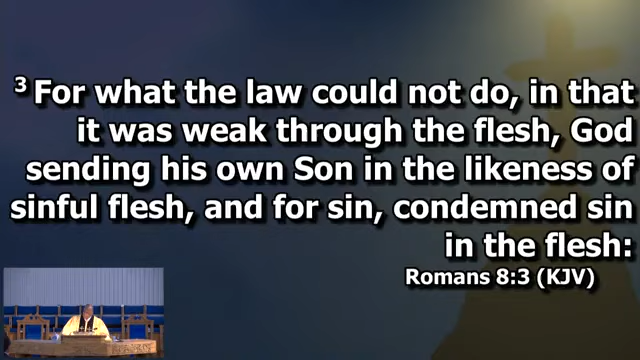 3 For what the law could not do, in that
it was weak through the flesh, God
sending his own Son in the likeness of
sinful flesh, and for sin, condemned sin
in the flesh:
Romans 8:3 (KJV)